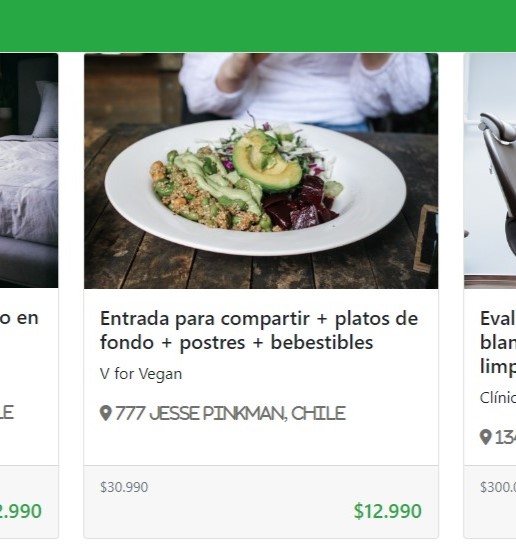 o en
LE
2.990
Entrada para compartir + platos de
fondo + postres + bebestibles
V for Vegan
777 JESSE PINKMAN, CHILE
$30.990
$12.990
Eval
blan
limp
Clínic
134
$300.0